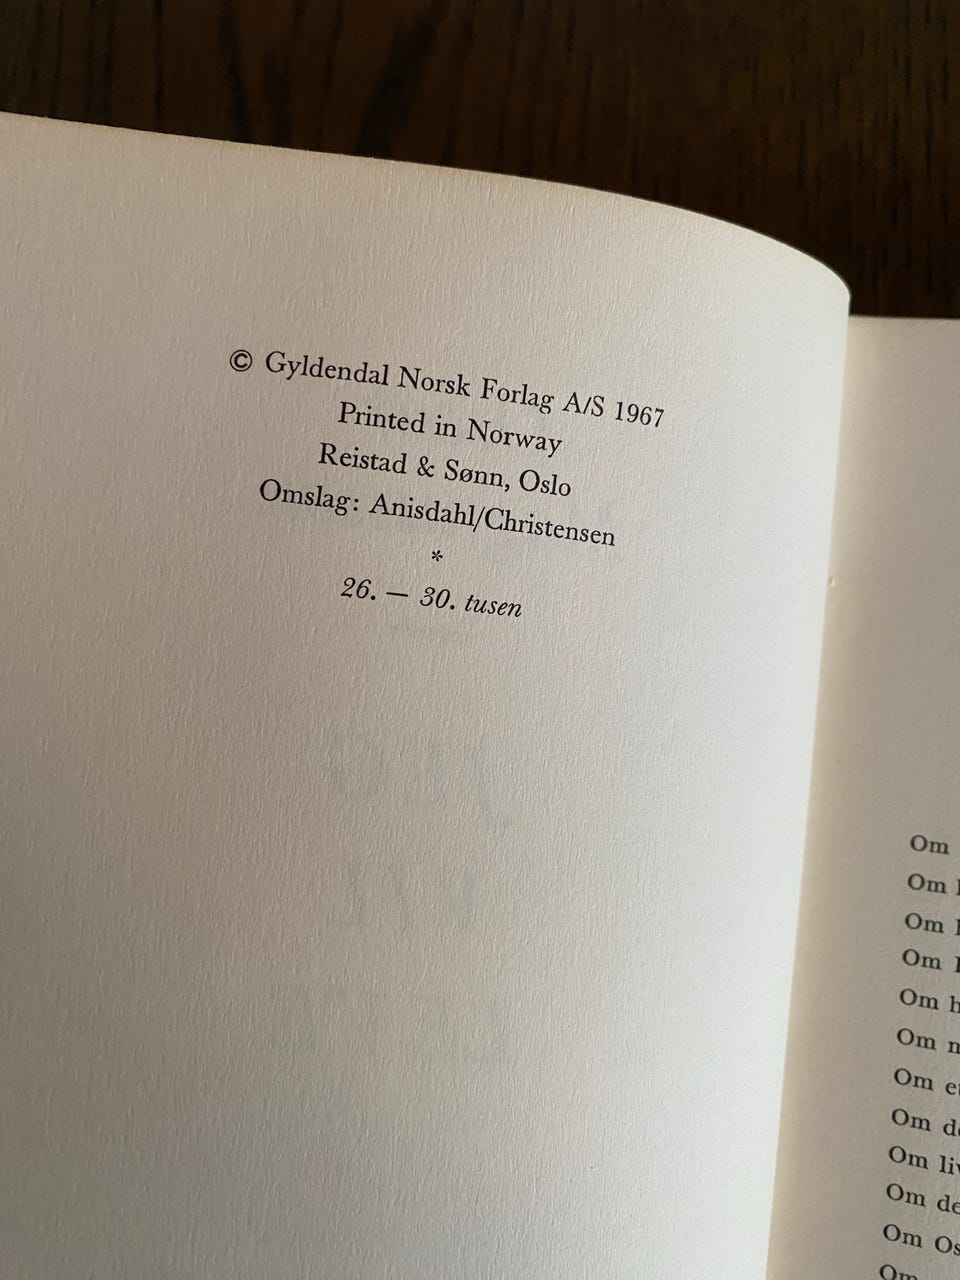 © Gyldendal Norsk Forlag A/S 1967
Printed in Norway
Reistad & Sønn, Oslo
Omslag: Anisdahl/Christensen
*
26. — 30. tusen
Om
Om
Om
Om
Om
Om
Om
Om
Om
Om
Om
Om